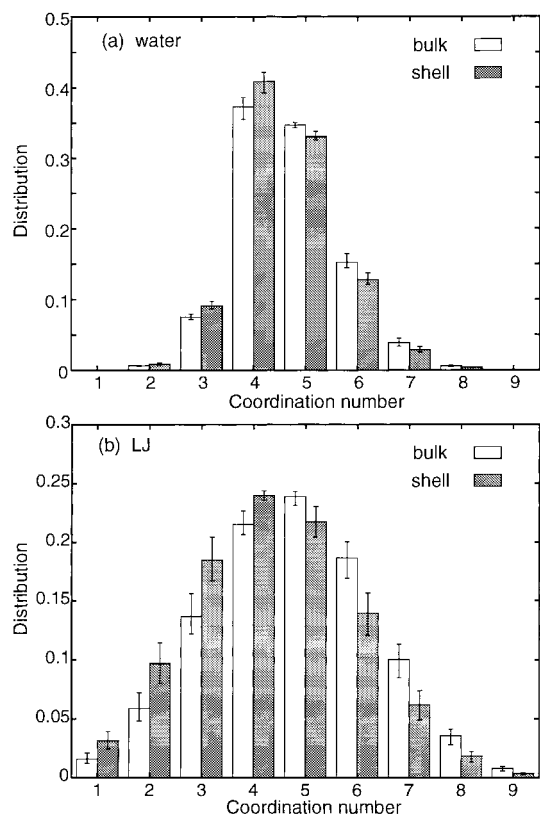 (a) water
bulk
shell
0.5
0.4
0.3
0.2
0.1
0
Distribution
1 2 3 4 5 6 7 8 9
Coordination number
(b) LJ
bulk
shell
0.3
0.25
0.2
0.15
0.1
0.05
0
Distribution
1 2 3 4 5 6 7 8 9
Coordination number